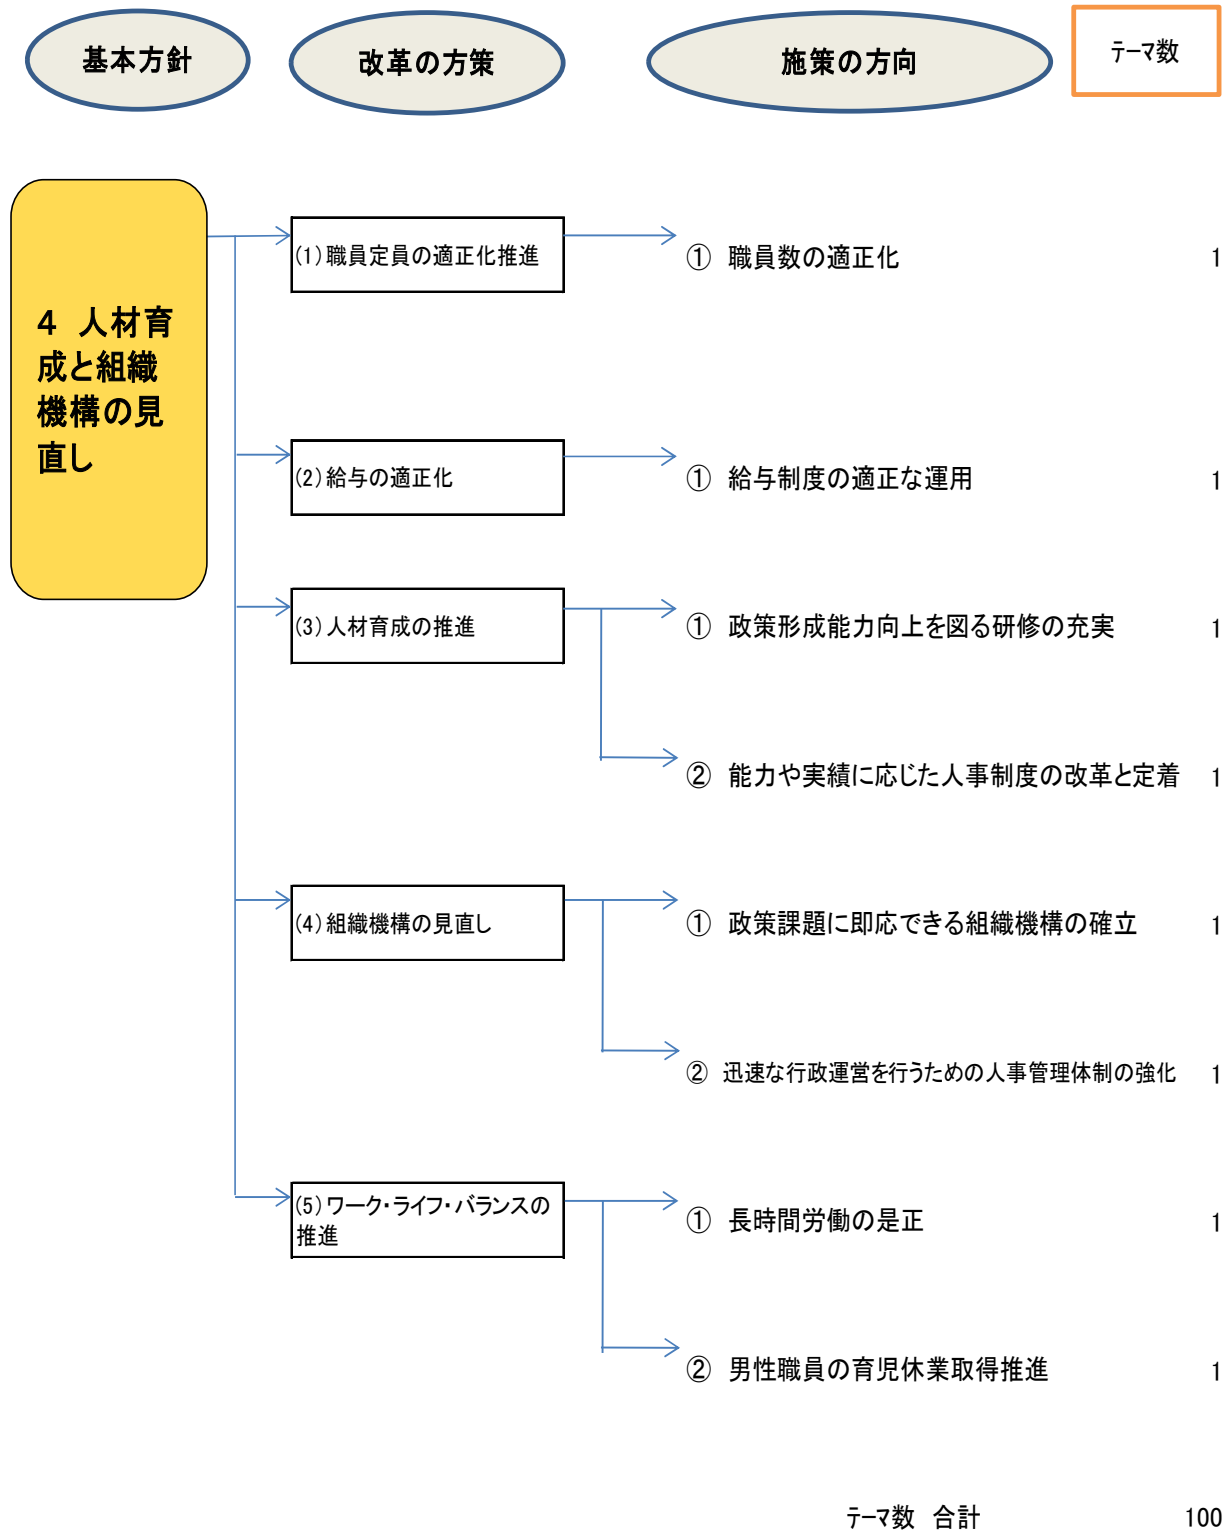 基本方針
改革の方策
施策の方向
テーマ数
4 人材育
成と組織
機構の見
直し
(1)職員定員の適正化推進
① 職員数の適正化 1
(2)給与の適正化
① 給与制度の適正な運用 1
(3)人材育成の推進
① 政策形成能力向上を図る研修の充実 1
② 能力や実績に応じた人事制度の改革と定着 1
(4)組織機構の見直し
① 政策課題に即応できる組織機構の確立 1
② 迅速な行政運営を行うための人事管理体制の強化 1
(5)ワーク・ライフ・バランスの
推進
① 長時間労働の是正 1
② 男性職員の育児休業取得推進 1
テーマ数 合計 100